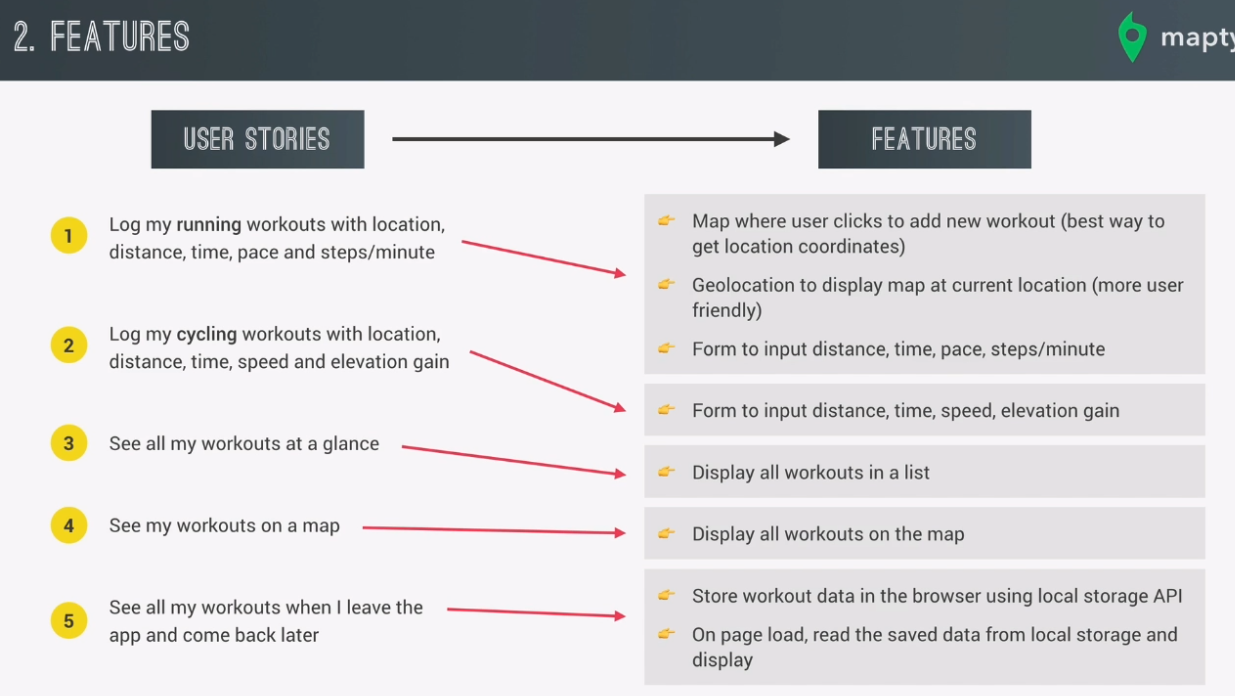 2. FEATURES
mapty
USER STORIES
FEATURES
1
Log my running workouts with location,
distance, time, pace and steps/minute
2
Log my cycling workouts with location,
distance, time, speed and elevation gain
3
See all my workouts at a glance
4
See my workouts on a map
5
See all my workouts when I leave the
app and come back later
Map where user clicks to add new workout (best way to
get location coordinates)
Geolocation to display map at current location (more user
friendly)
Form to input distance, time, pace, steps/minute
Form to input distance, time, speed, elevation gain
Display all workouts in a list
Display all workouts on the map
Store workout data in the browser using local storage API
On page load, read the saved data from local storage and
display